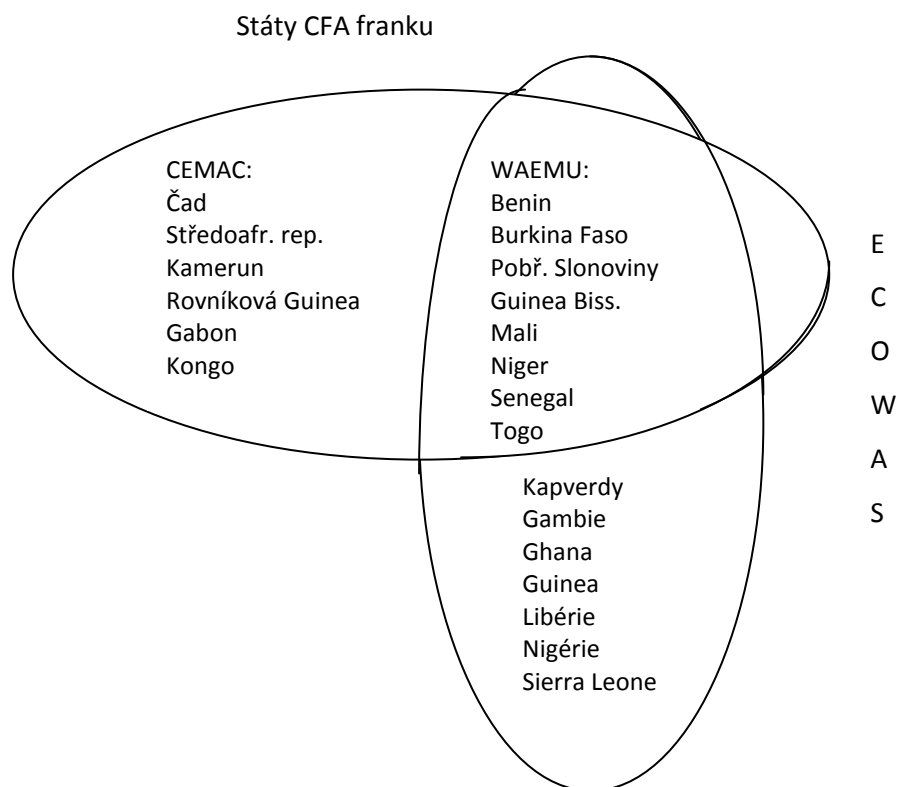 Státy CFA franku
CEMAC:
Čad
Středoafr. rep.
Kamerun
Rovníková Guinea
Gabon
Kongo
WAEMU:
Benin
Burkina Faso
Pobř. Slonoviny
Guinea Biss.
Mali
Niger
Senegal
Togo
Kapverdy
Gambie
Ghana
Guinea
Libérie
Nigérie
Sierra Leone
E
C
O
W
A
S